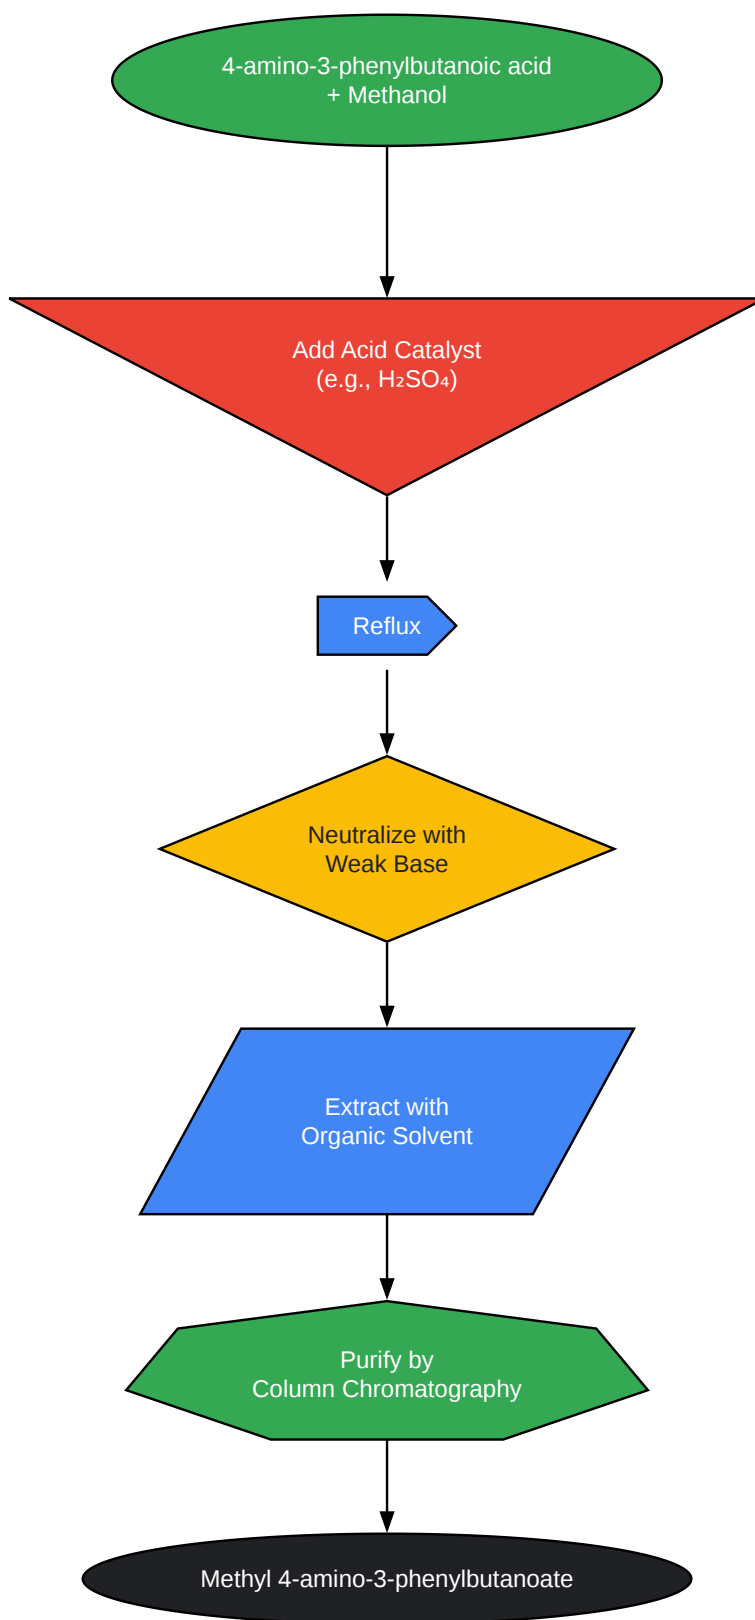 4-amino-3-phenylbutanoic acid
+ Methanol
Add Acid Catalyst
(e.g., H₂SO₄)
Reflux
Neutralize with
Weak Base
Extract with
Organic Solvent
Purify by
Column Chromatography
Methyl 4-amino-3-phenylbutanoate